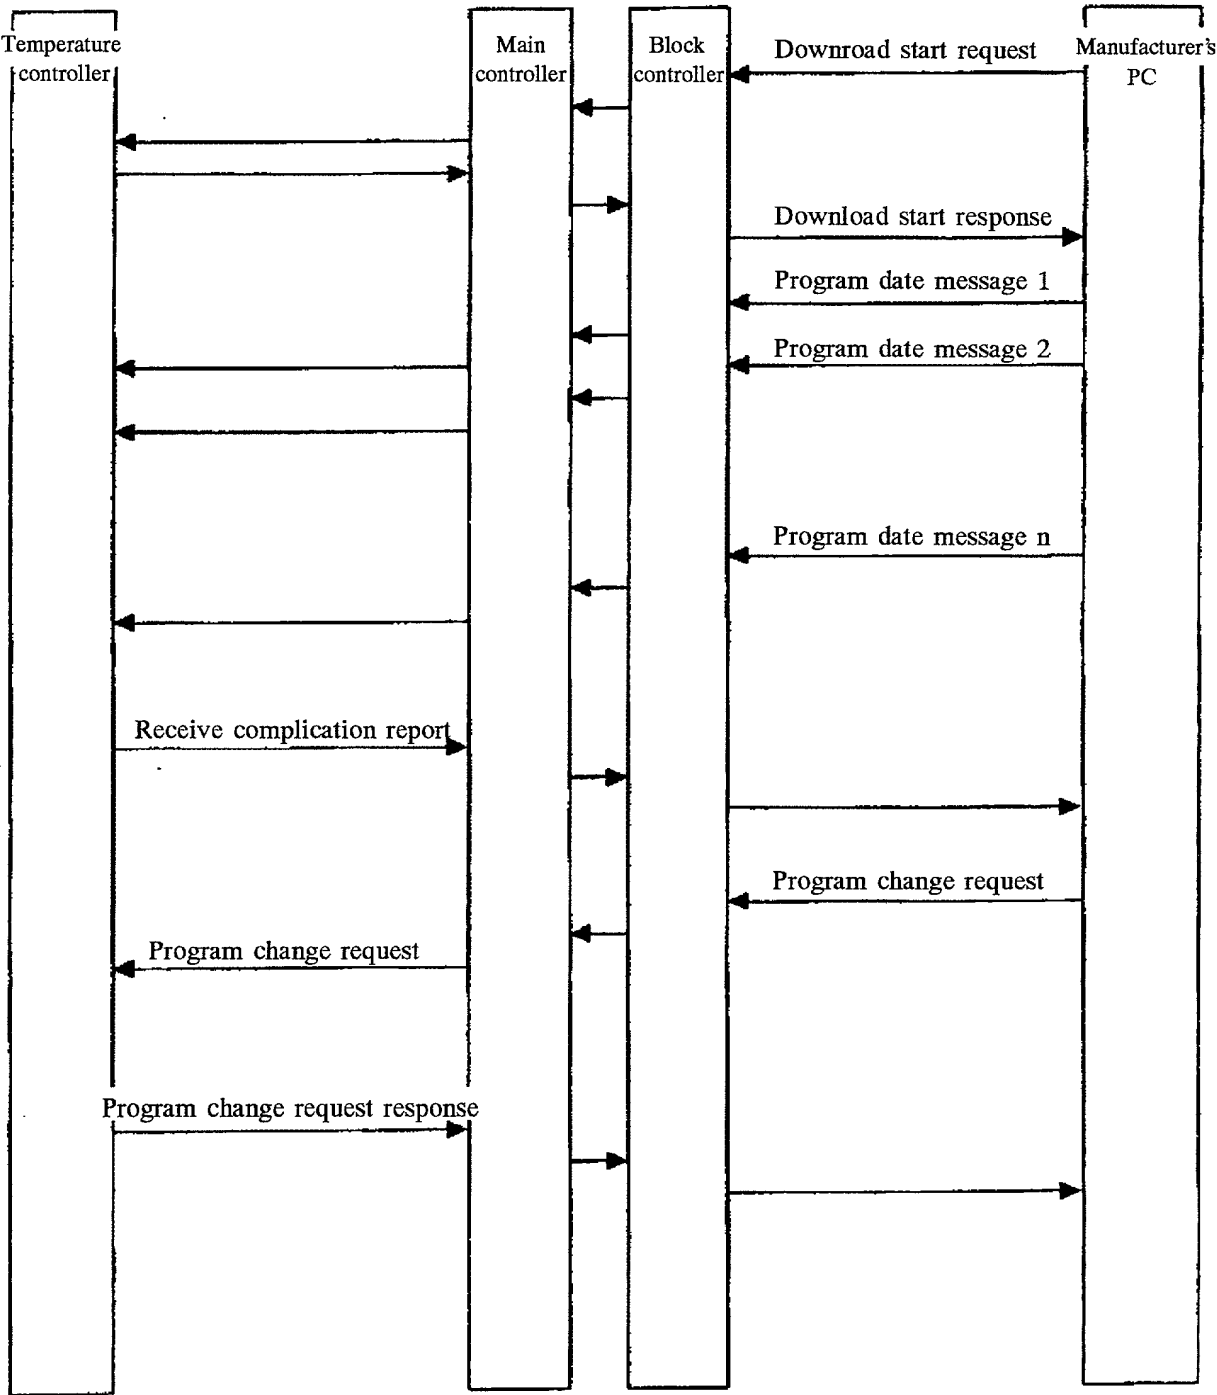 Temperature
controller
Main
controller
Block
controller
Manufacturer's
PC
Downroad start request
Download start response
Program date message 1
Program date message 2
Program date message n
Receive complication report
Program change request
Program change request
Program change request response